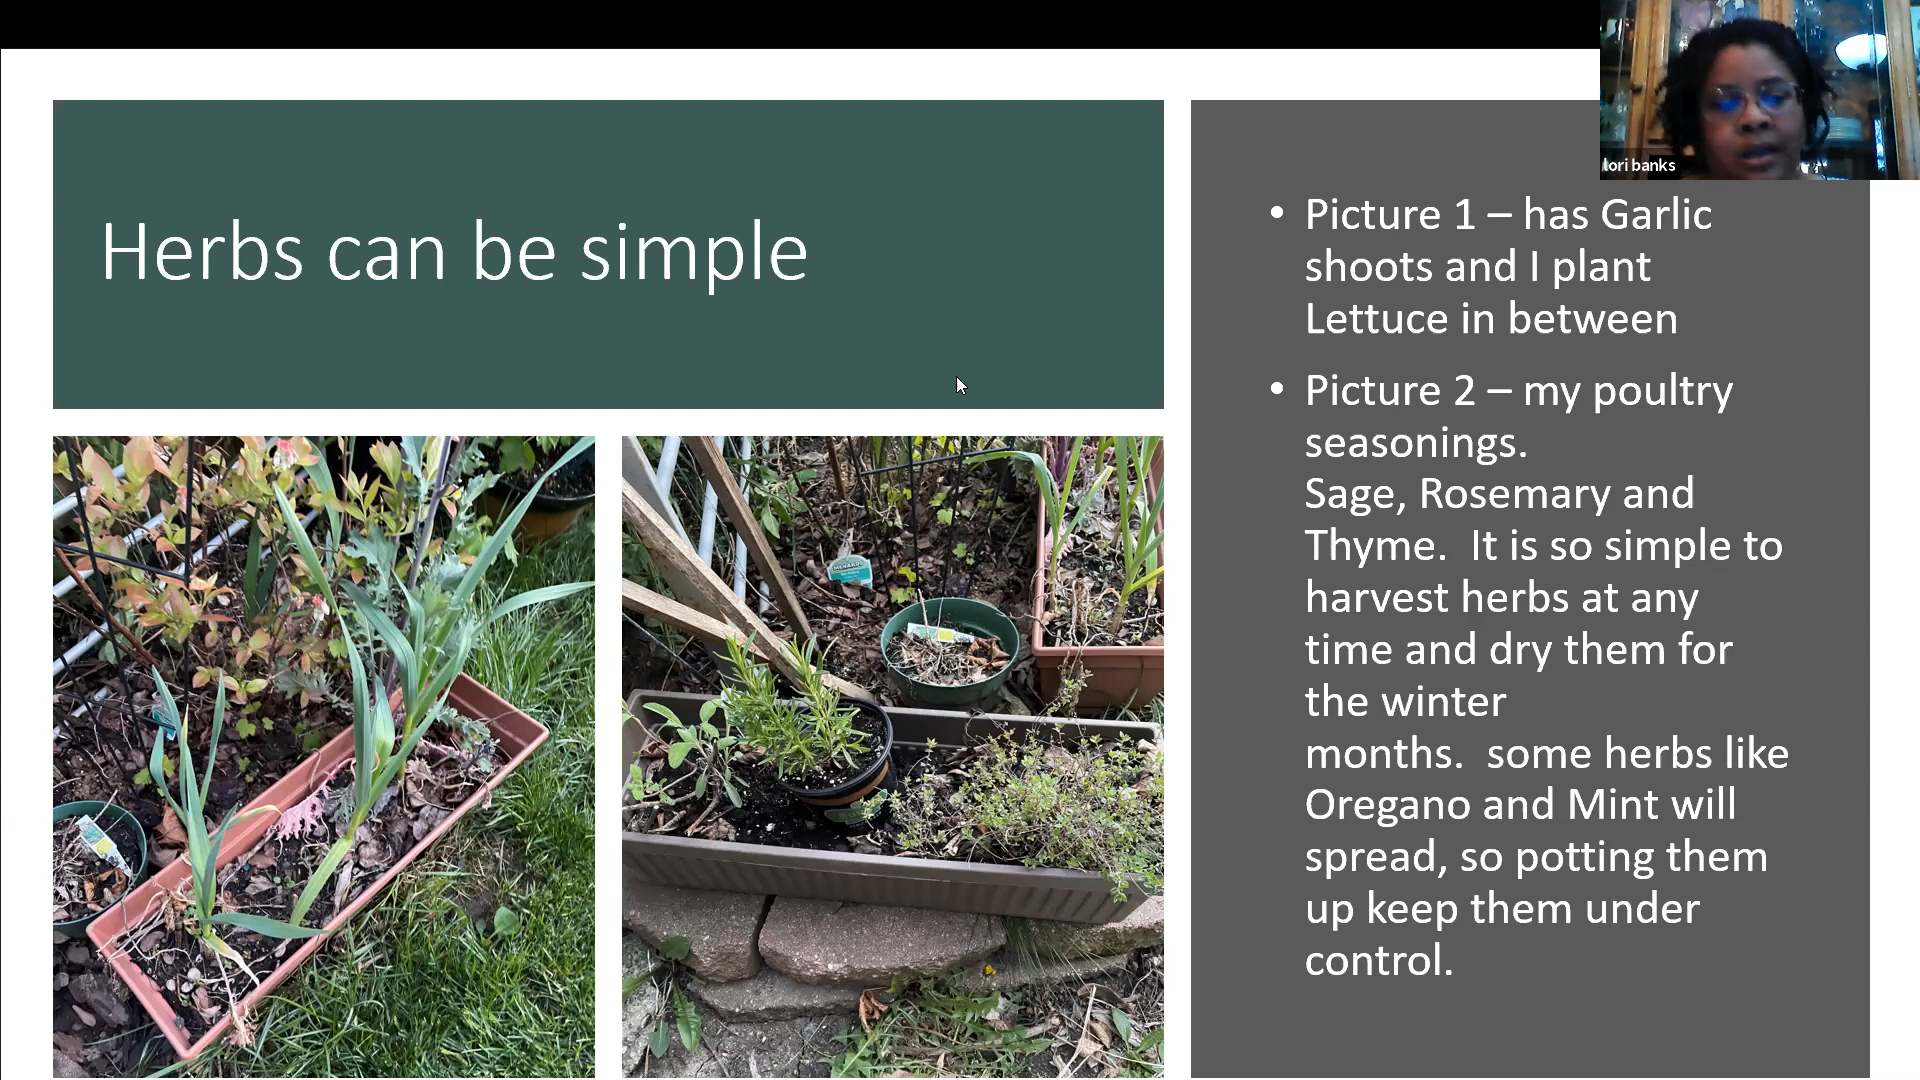 lori banks
Herbs can be simple
• Picture 1 – has Garlic
shoots and I plant
Lettuce in between
• Picture 2 – my poultry
seasonings.
Sage, Rosemary and
Thyme.  It is so simple to
harvest herbs at any
time and dry them for
the winter
months.  some herbs like
Oregano and Mint will
spread, so potting them
up keep them under
control.
MENARDS